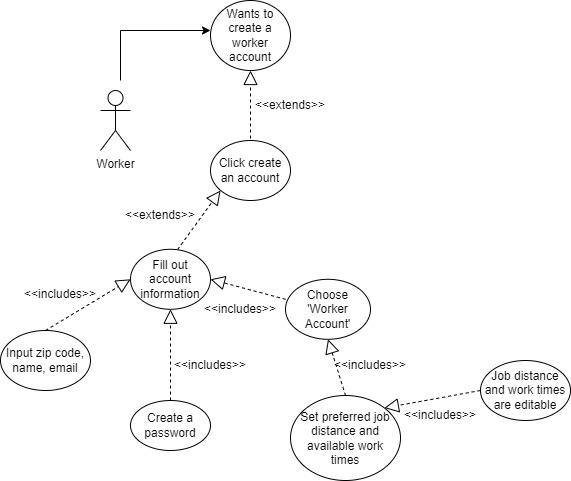 Wants to
create a
worker
account
<<extends>>
Worker
Click create
an account
<<extends>>
Fill out
account
information
<<includes>>
<<includes>>
Choose
'Worker
Account'
Input zip code,
name, email
<<includes>>
<<includes>>
Job distance
and work times
are editable
Create a
password
Set preferred job
distance and
available work
times
<<includes>>